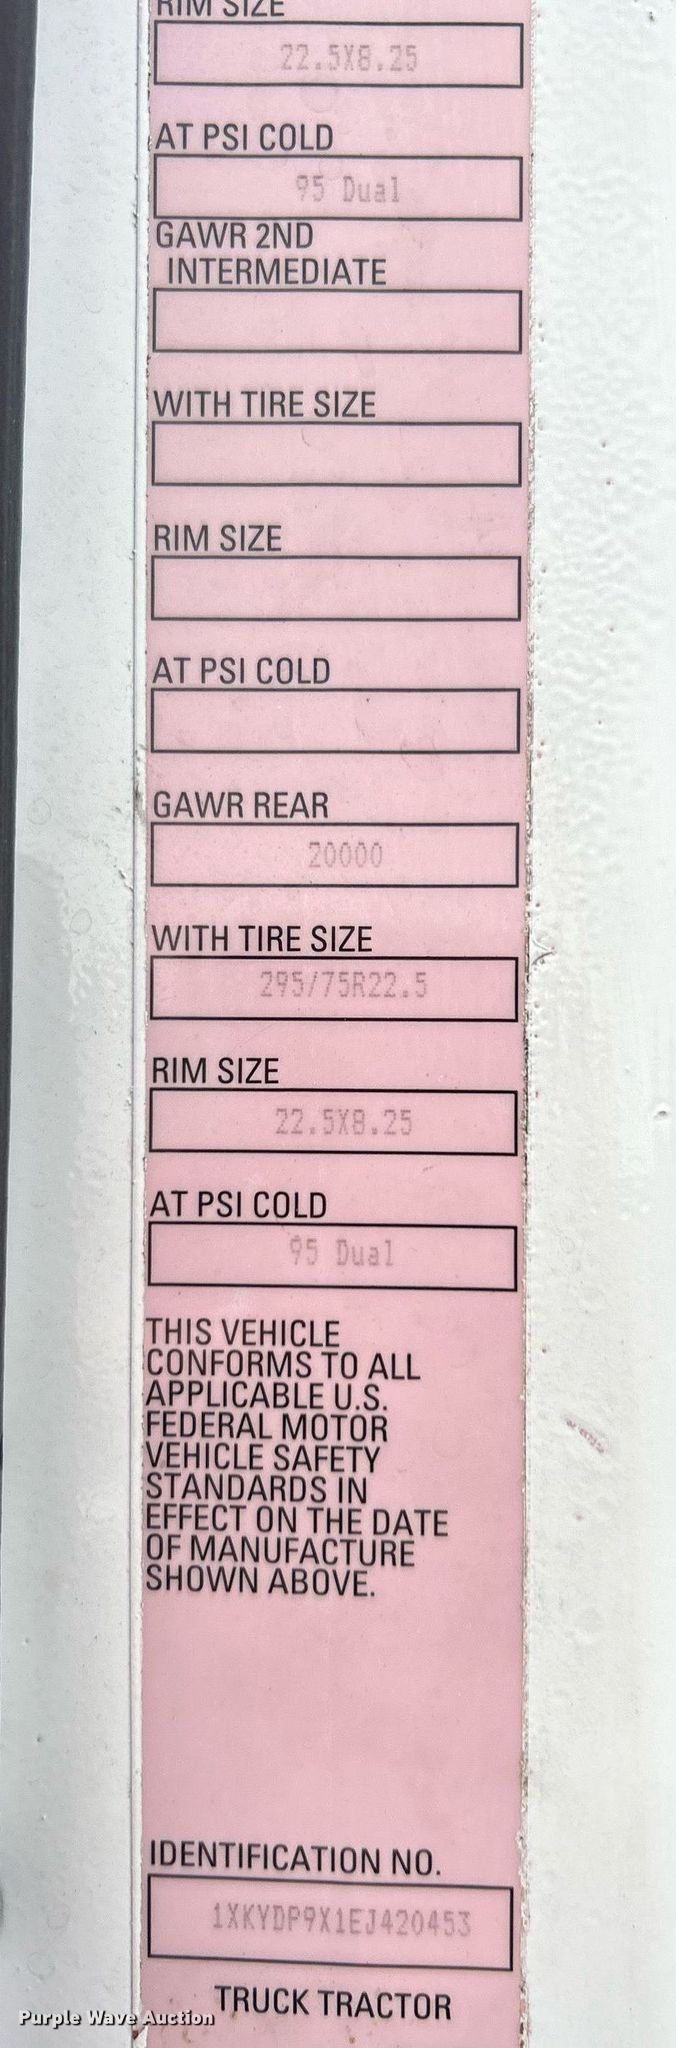 RIM SIZE
22.5X8.25
AT PSI COLD
95 Dual
GAWR 2ND
INTERMEDIATE
WITH TIRE SIZE
RIM SIZE
AT PSI COLD
GAWR REAR
20000
WITH TIRE SIZE
295/75R22.5
RIM SIZE
22.5X8.25
AT PSI COLD
95 Dual
THIS VEHICLE
CONFORMS TO ALL
APPLICABLE U.S.
FEDERAL MOTOR
VEHICLE SAFETY
STANDARDS IN
EFFECT ON THE DATE
OF MANUFACTURE
SHOWN ABOVE.
IDENTIFICATION NO.
1XKYDP9X1EJ420453
TRUCK TRACTOR
Purple Wave Auction